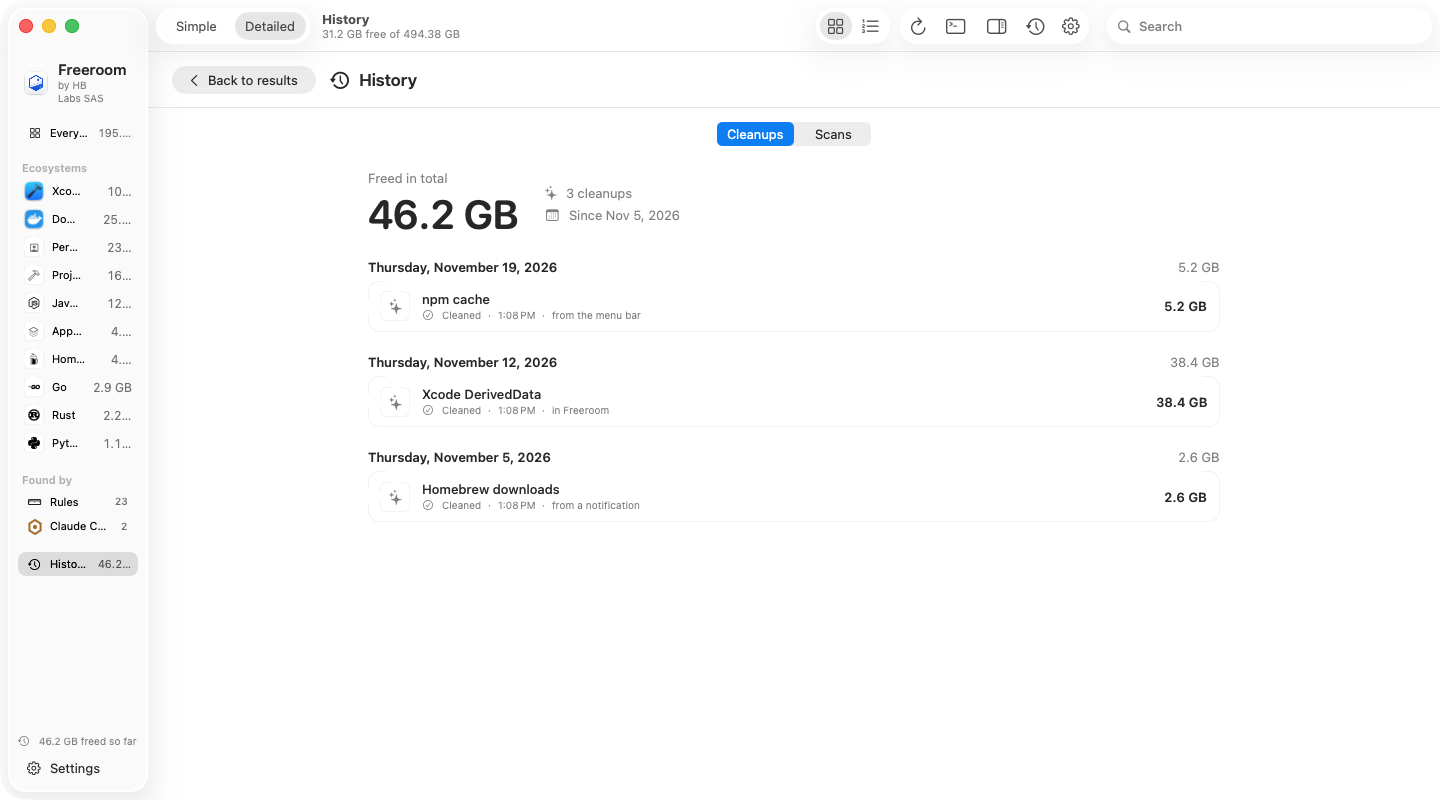 Simple
Detailed
History
31.2 GB free of 494.38 GB
Search
Freeroom
by HB
Labs SAS
Every... 195....
Ecosystems
Xco... 10...
Do... 25....
Per... 23...
Proj... 16...
Jav... 12...
App... 4....
Hom... 4....
Go 2.9 GB
Rust 2.2...
Pyt... 1.1...
Found by
Rules 23
Claude C... 2
Histo... 46.2...
46.2 GB freed so far
Settings
Back to results
History
Cleanups
Scans
Freed in total
46.2 GB
3 cleanups
Since Nov 5, 2026
Thursday, November 19, 2026 5.2 GB
npm cache
Cleaned · 1:08 PM · from the menu bar
5.2 GB
Thursday, November 12, 2026 38.4 GB
Xcode DerivedData
Cleaned · 1:08 PM · in Freeroom
38.4 GB
Thursday, November 5, 2026 2.6 GB
Homebrew downloads
Cleaned · 1:08 PM · from a notification
2.6 GB